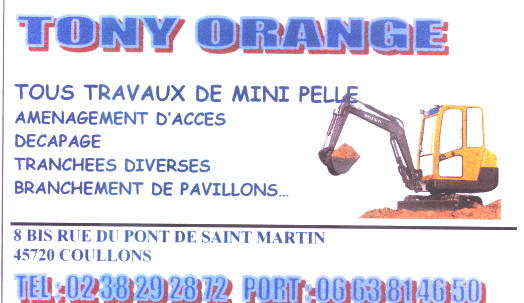 TONY ORANGE
TOUS TRAVAUX DE MINI PELLE
AMENAGEMENT D'ACCES
DECAPAGE
TRANCHEES DIVERSES
BRANCHEMENT DE PAVILLONS...
8 BIS RUE DU PONT DE SAINT MARTIN
45720 COULLONS
TEL : 02 38 29 28 72 PORT : 06 63 81 46 50